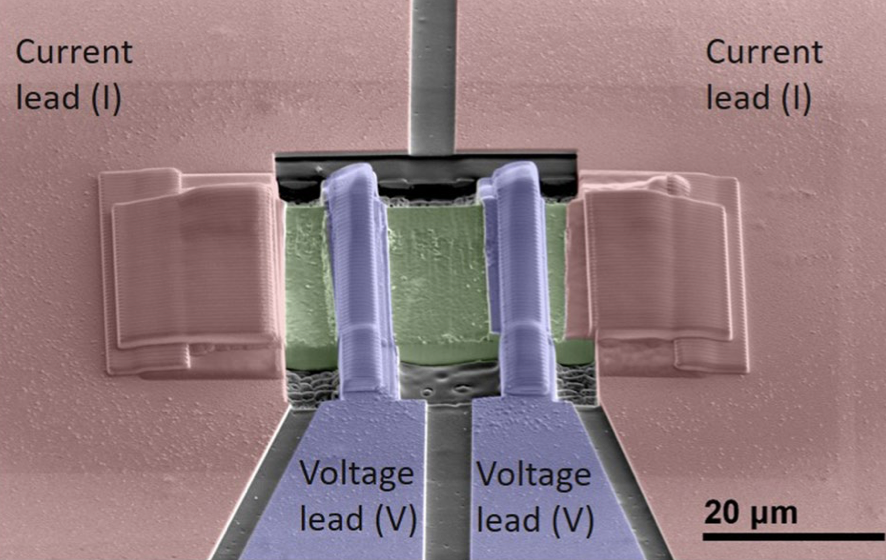 Current
lead (I)
Current
lead (I)
Voltage
lead (V)
Voltage
lead (V)
20 µm